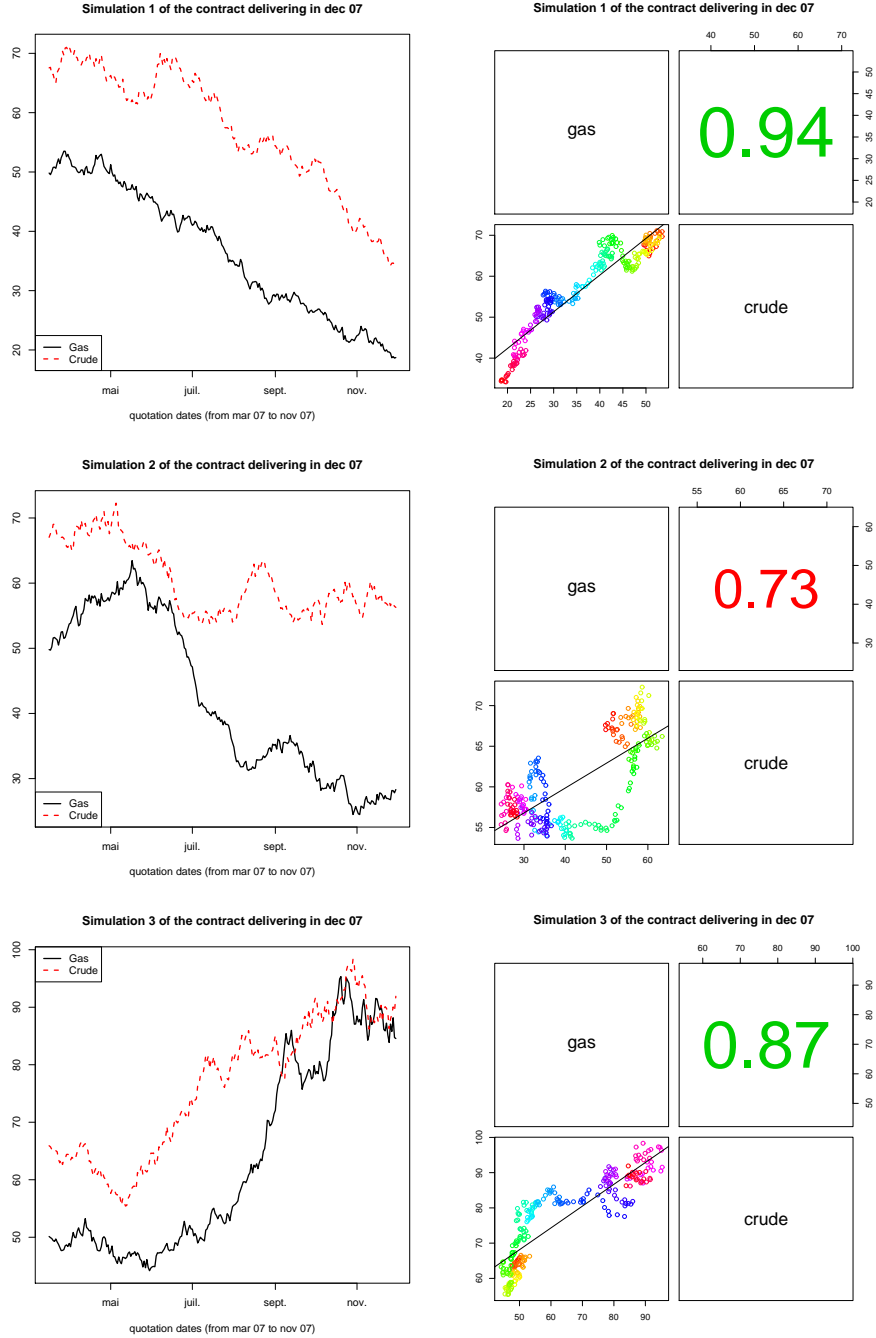 Simulation 1 of the contract delivering in dec 07
70
60
50
40
30
20
Gas
Crude
mai juil. sept. nov.
quotation dates (from mar 07 to nov 07)
Simulation 1 of the contract delivering in dec 07
40 50 60 70
gas
0.94
50
45
40
35
30
25
20
70
60
50
40
crude
20 25 30 35 40 45 50
Simulation 2 of the contract delivering in dec 07
70
60
50
40
30
Gas
Crude
mai juil. sept. nov.
quotation dates (from mar 07 to nov 07)
Simulation 2 of the contract delivering in dec 07
55 60 65 70
gas
0.73
60
50
40
30
70
65
60
55
crude
30 40 50 60
Simulation 3 of the contract delivering in dec 07
Gas
Crude
100
90
80
70
60
50
mai juil. sept. nov.
quotation dates (from mar 07 to nov 07)
Simulation 3 of the contract delivering in dec 07
60 70 80 90 100
gas
0.87
90
80
70
60
50
100
90
80
70
60
crude
50 60 70 80 90